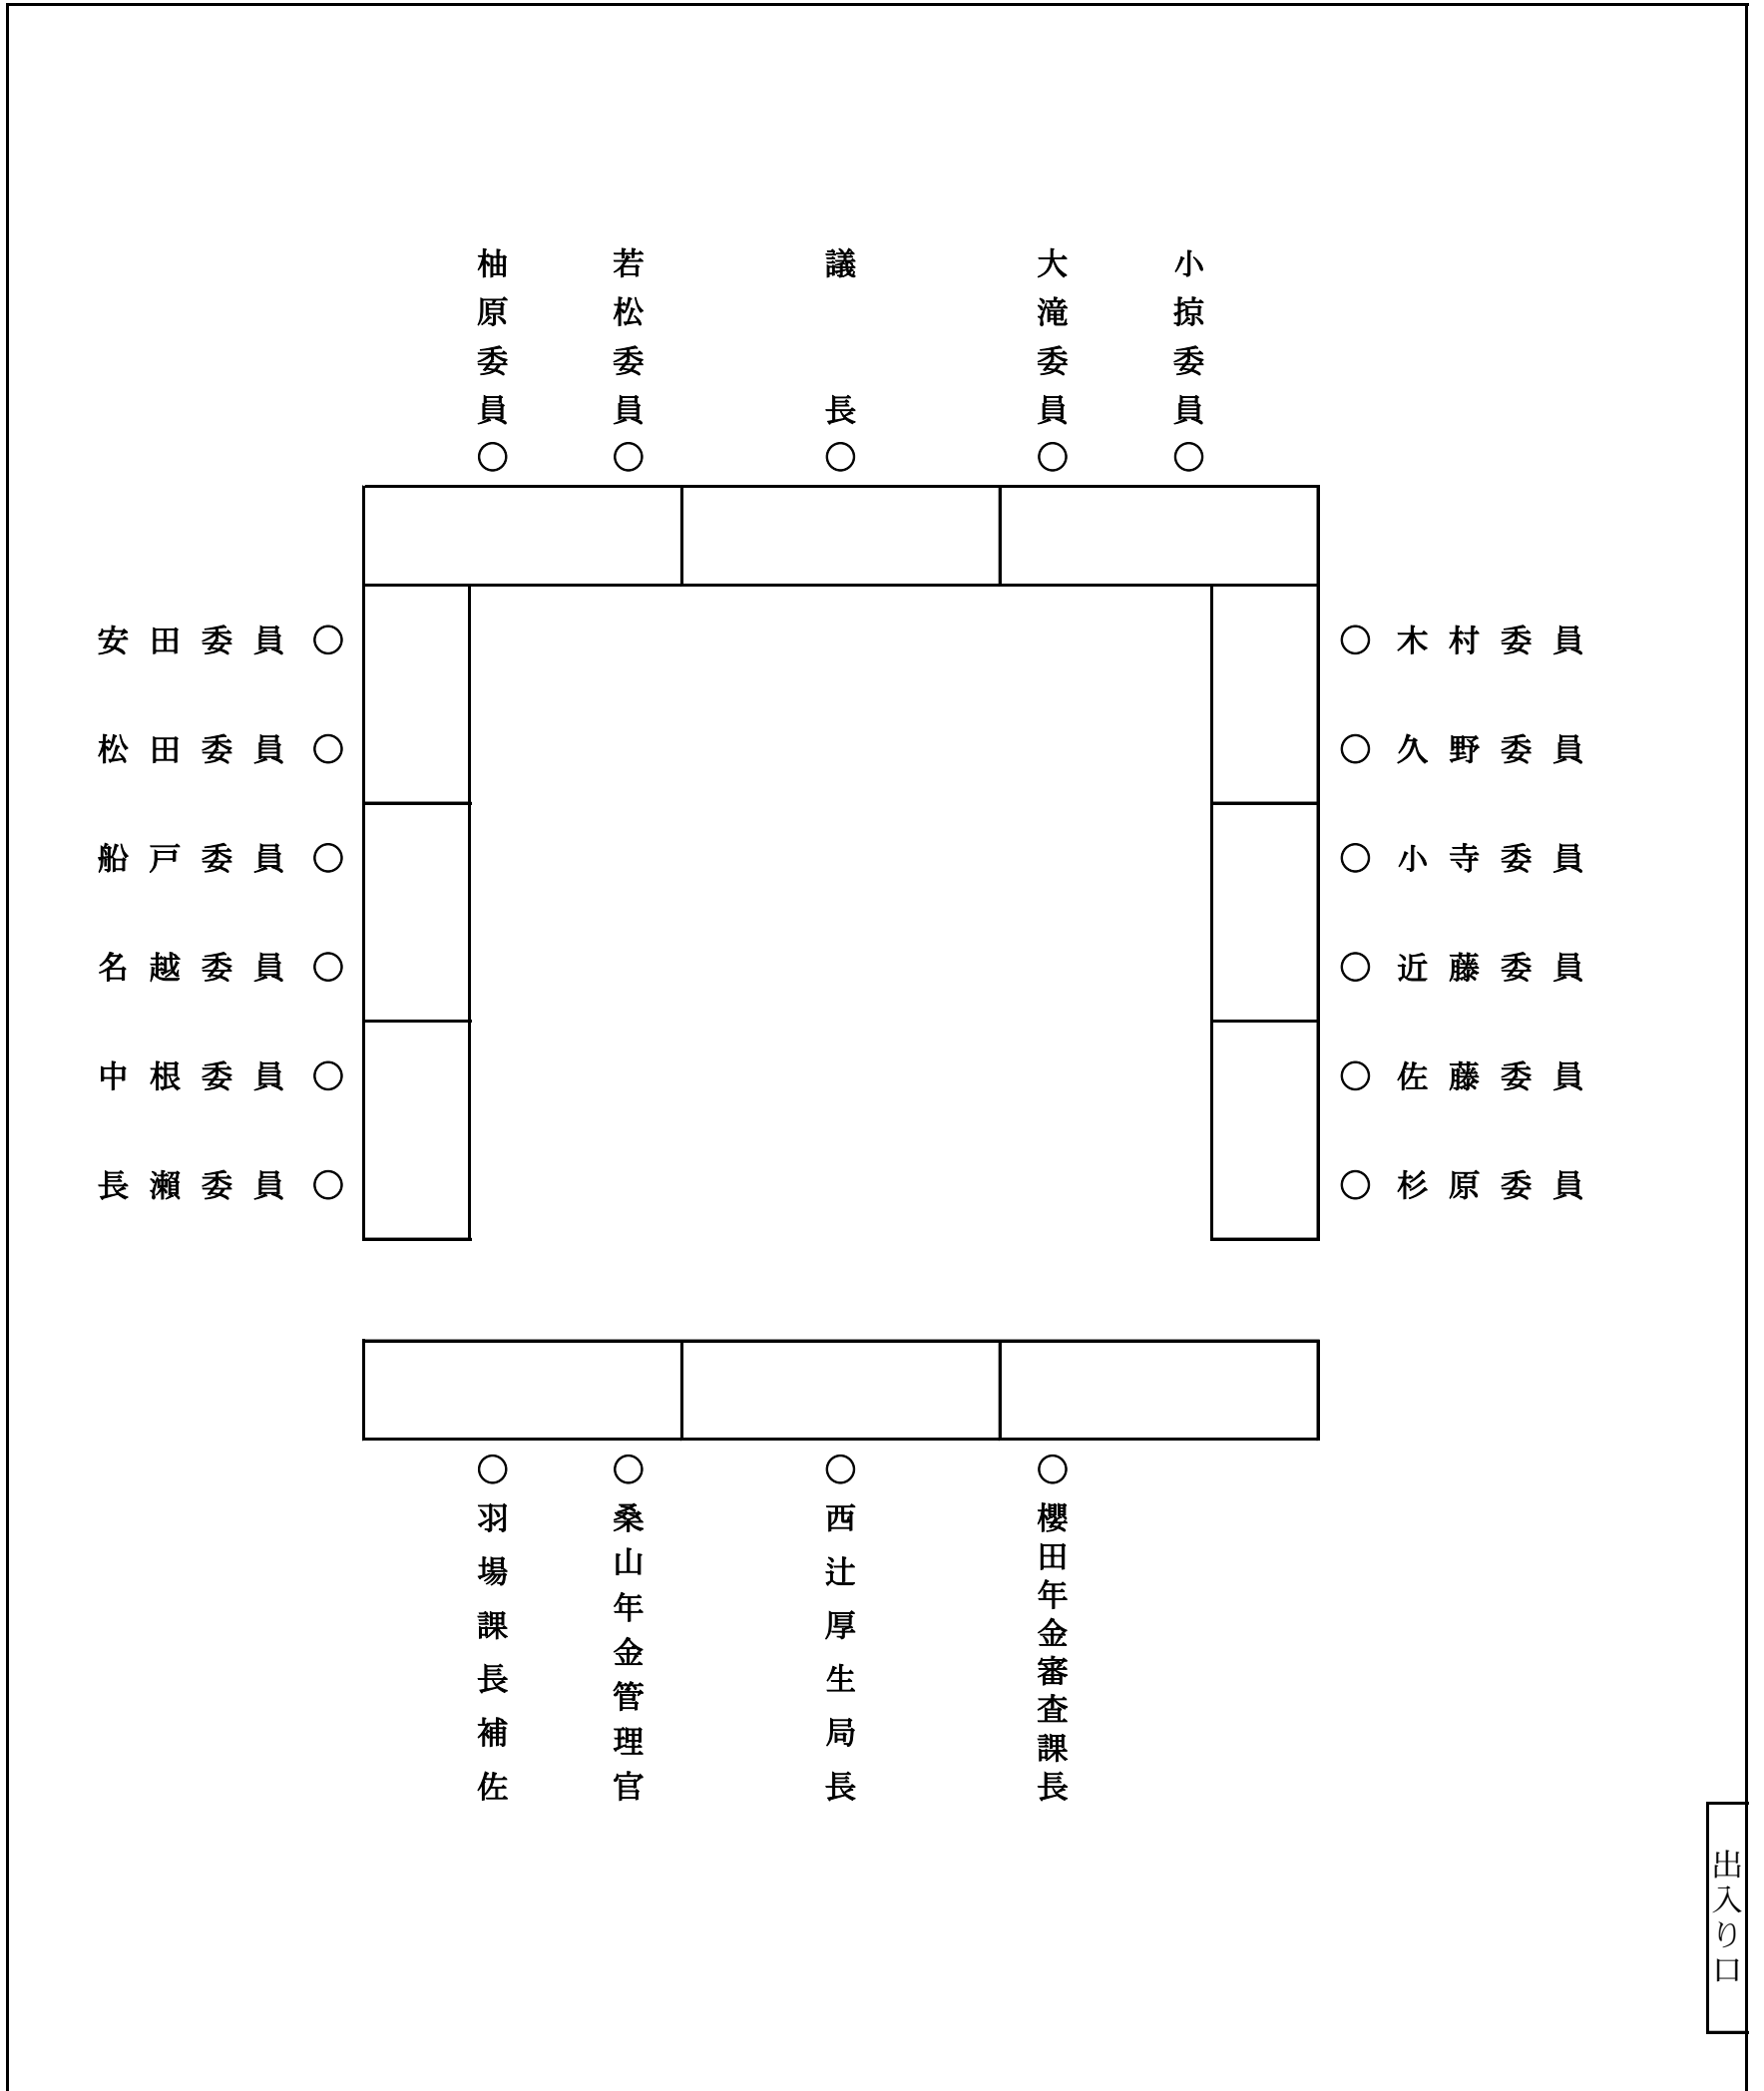 柚原委員○
若松委員○
議長○
大滝委員○
小掠委員○
安田委員○
○木村委員
松田委員○
○久野委員
船戸委員○
○小寺委員
名越委員○
○近藤委員
中根委員○
○佐藤委員
長瀬委員○
○杉原委員
○羽場課長補佐
○桑山年金管理官
○西辻厚生局長
○櫻田年金審査課長
出入り口